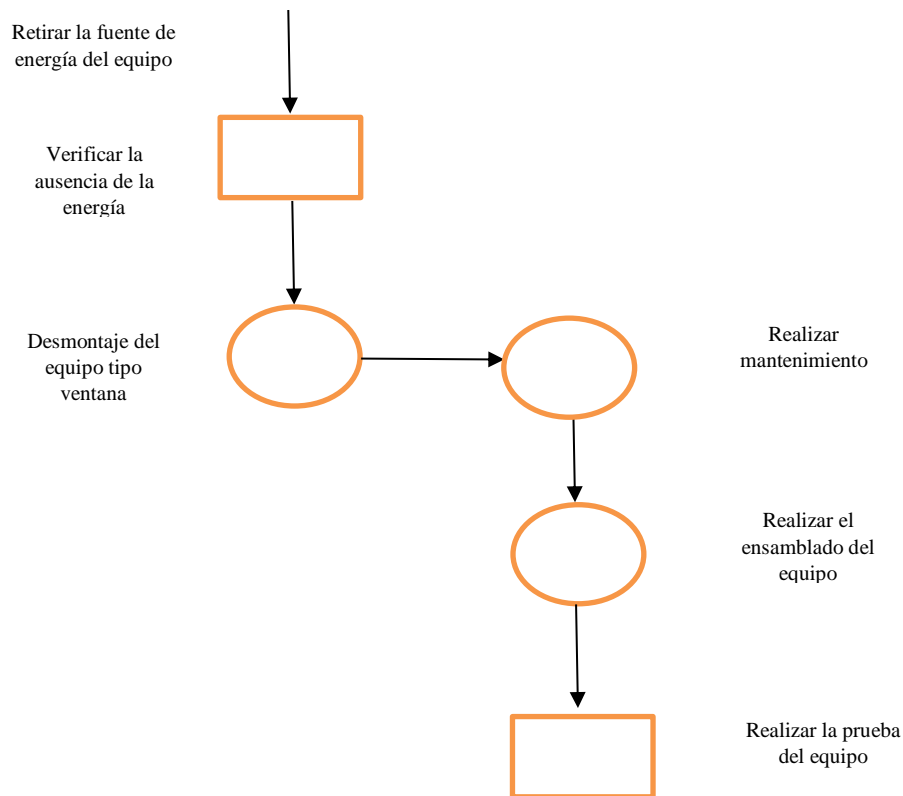 Retirar la fuente de
energía del equipo
Verificar la
ausencia de la
energía
Desmontaje del
equipo tipo
ventana
Realizar
mantenimiento
Realizar el
ensamblado del
equipo
Realizar la prueba
del equipo